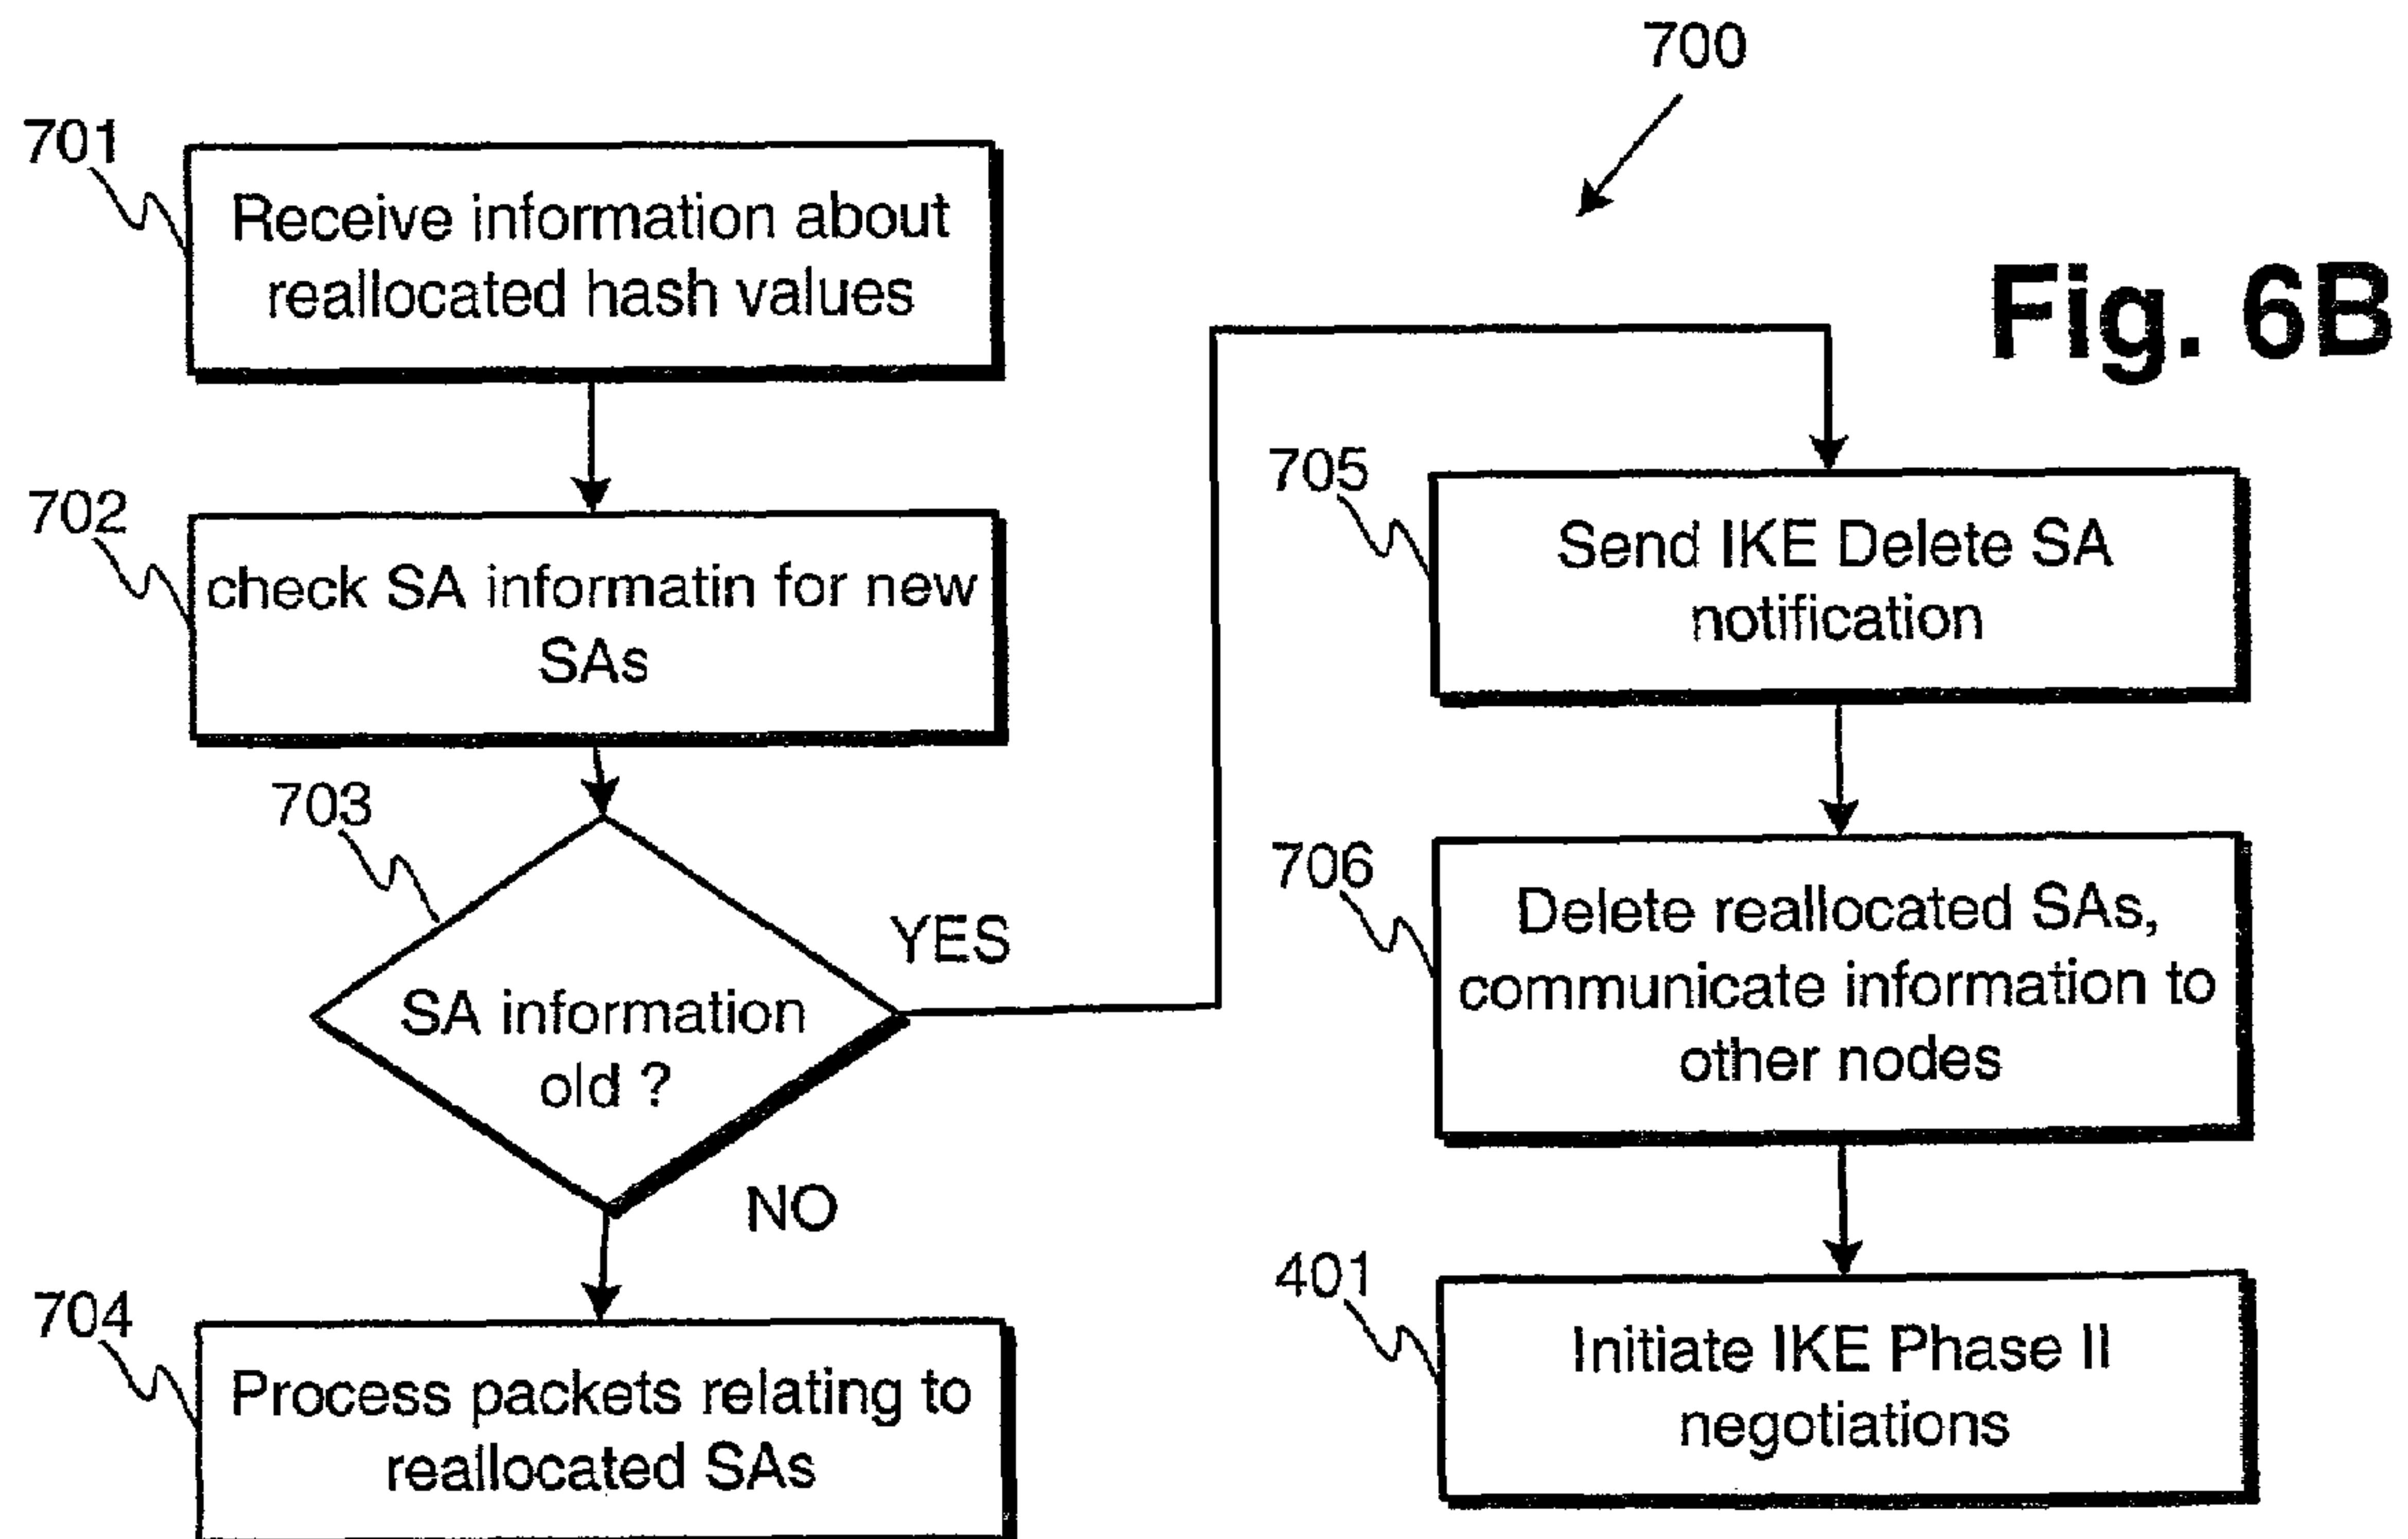 700
Fig. 6B
701
Receive information about
reallocated hash values
702
check SA informatin for new
SAs
703
SA information
old ?
YES
NO
704
Process packets relating to
reallocated SAs
705
Send IKE Delete SA
notification
706
Delete reallocated SAs,
communicate information to
other nodes
401
Initiate IKE Phase II
negotiations